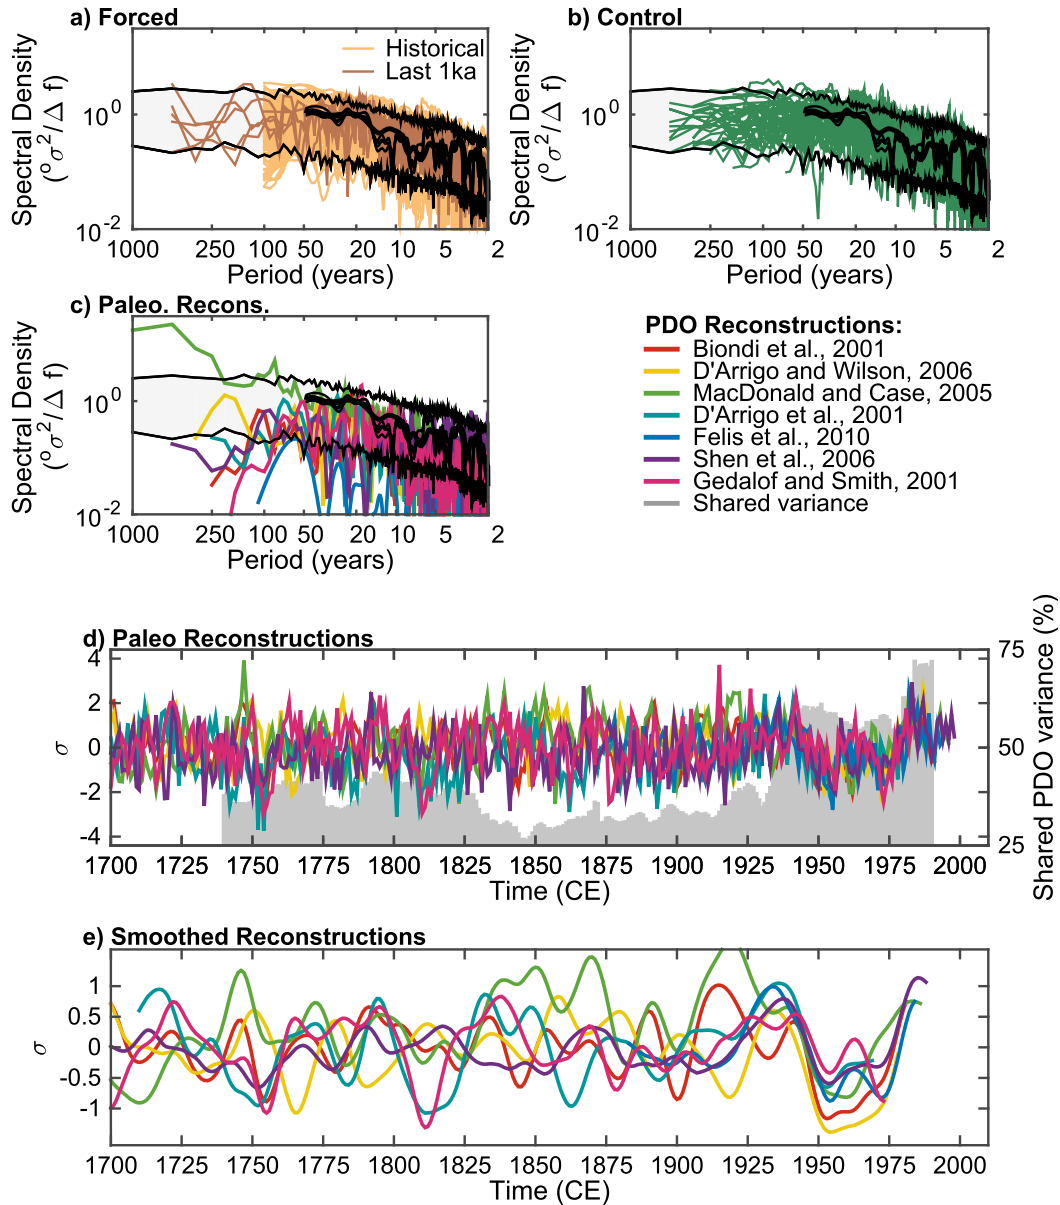 a) Forced
Historical
Last 1ka
Spectral Density
(°σ²/Δ f)
10⁰
10⁻²
1000 250 100 50 20 10 5 2
Period (years)
b) Control
Spectral Density
(°σ²/Δ f)
10⁰
10⁻²
1000 250 100 50 20 10 5 2
Period (years)
c) Paleo. Recons.
Spectral Density
(°σ²/Δ f)
10⁰
10⁻²
1000 250 100 50 20 10 5 2
Period (years)
PDO Reconstructions:
Biondi et al., 2001
D'Arrigo and Wilson, 2006
MacDonald and Case, 2005
D'Arrigo et al., 2001
Felis et al., 2010
Shen et al., 2006
Gedalof and Smith, 2001
Shared variance
d) Paleo Reconstructions
σ
4
2
0
-2
-4
75
50
25
Shared PDO variance (%)
1700 1725 1750 1775 1800 1825 1850 1875 1900 1925 1950 1975 2000
Time (CE)
e) Smoothed Reconstructions
σ
1
0.5
0
-0.5
-1
1700 1725 1750 1775 1800 1825 1850 1875 1900 1925 1950 1975 2000
Time (CE)